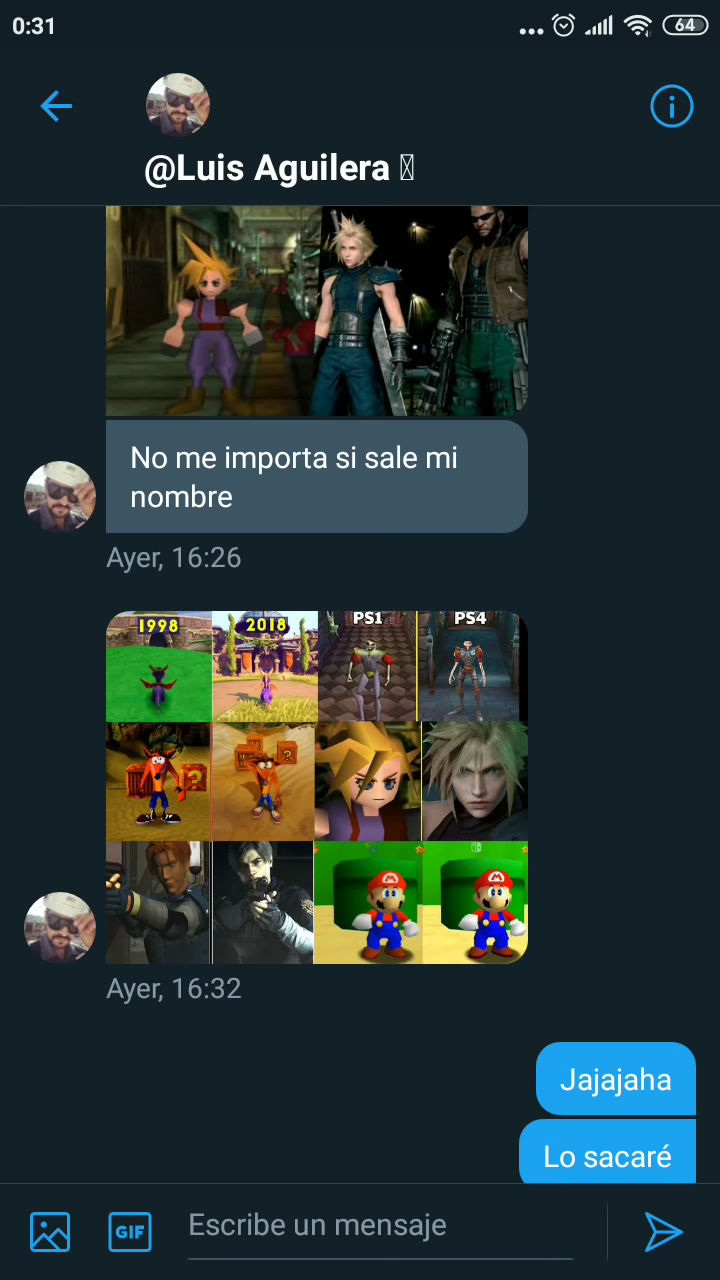 0:31
64
@Luis Aguilera
No me importa si sale mi
nombre
Ayer, 16:26
1998
2018
PS1
PS4
Ayer, 16:32
Jajajaha
Lo sacaré
GIF
Escribe un mensaje